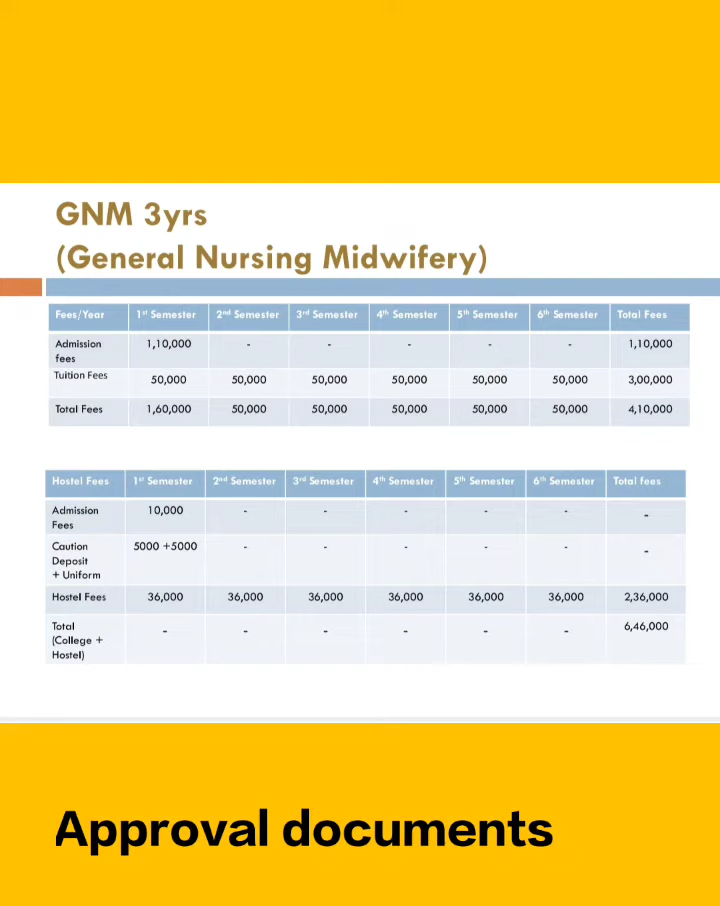 GNM 3yrs
(General Nursing Midwifery)
Fees/Year 1st Semester 2nd Semester 3rd Semester 4th Semester 5th Semester 6th Semester Total Fees
Admission fees 1,10,000 - - - - - 1,10,000
Tuition Fees 50,000 50,000 50,000 50,000 50,000 50,000 3,00,000
Total Fees 1,60,000 50,000 50,000 50,000 50,000 50,000 4,10,000
Hostel Fees 1st Semester 2nd Semester 3rd Semester 4th Semester 5th Semester 6th Semester Total fees
Admission Fees 10,000 - - - - - -
Caution Deposit + Uniform 5000 +5000 - - - - - -
Hostel Fees 36,000 36,000 36,000 36,000 36,000 36,000 2,36,000
Total (College + Hostel) - - - - - - 6,46,000
Approval documents